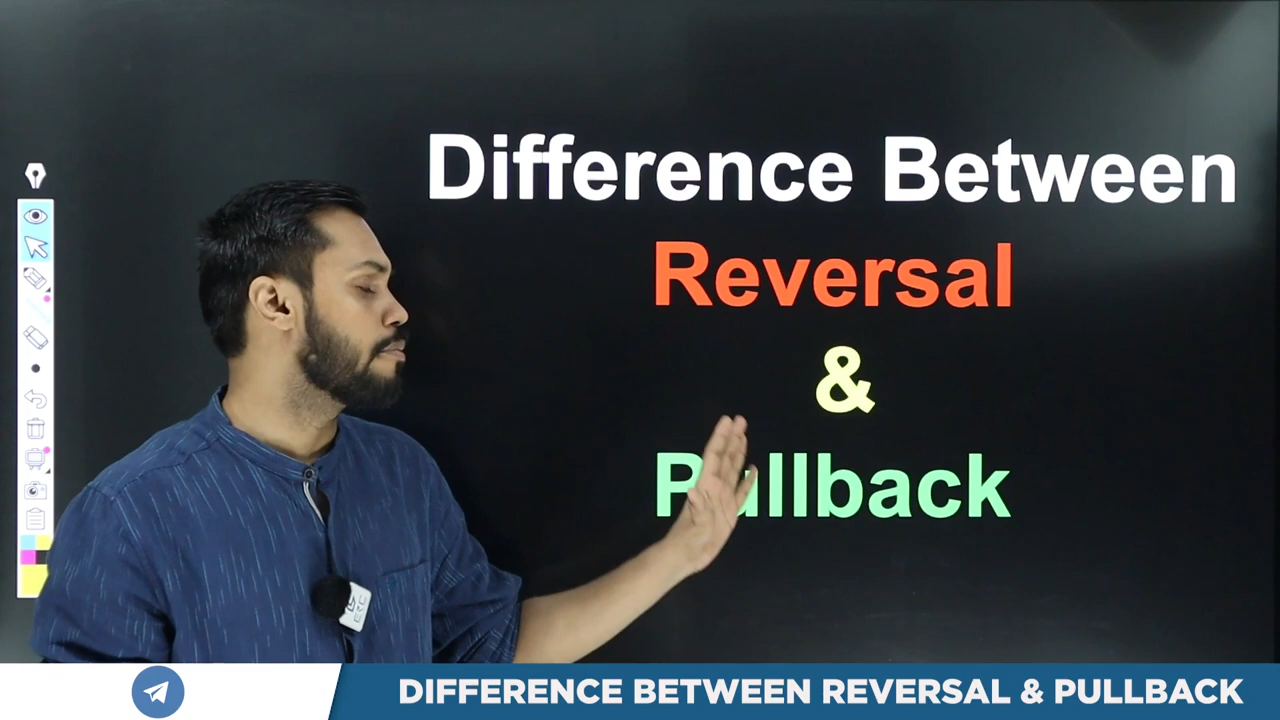 Difference Between
Reversal
&
Pullback
DIFFERENCE BETWEEN REVERSAL & PULLBACK